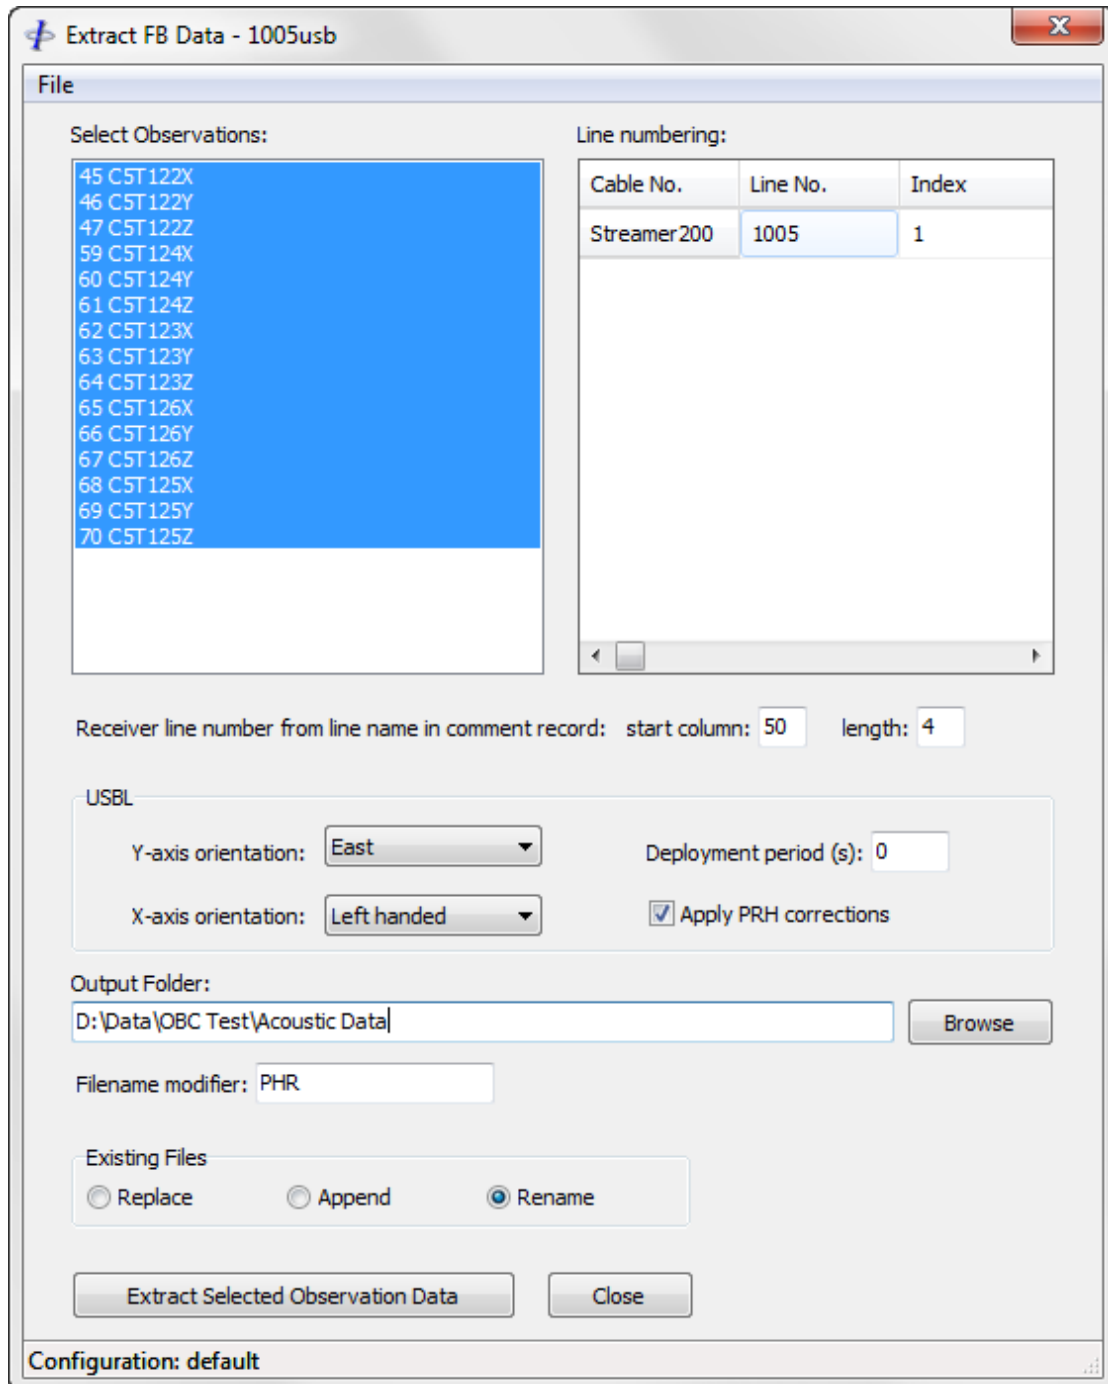 Extract FB Data - 1005usb
File
Select Observations:
45 C5T122X
46 C5T122Y
47 C5T122Z
59 C5T124X
60 C5T124Y
61 C5T124Z
62 C5T123X
63 C5T123Y
64 C5T123Z
65 C5T126X
66 C5T126Y
67 C5T126Z
68 C5T125X
69 C5T125Y
70 C5T125Z
Line numbering:
Cable No. Line No. Index
Streamer200 1005 1
Receiver line number from line name in comment record: start column: 50 length: 4
USBL
Y-axis orientation: East Deployment period (s): 0
X-axis orientation: Left handed Apply PRH corrections
Output Folder:
D:\Data\OBC Test\Acoustic Data Browse
Filename modifier: PHR
Existing Files
Replace Append Rename
Extract Selected Observation Data Close
Configuration: default